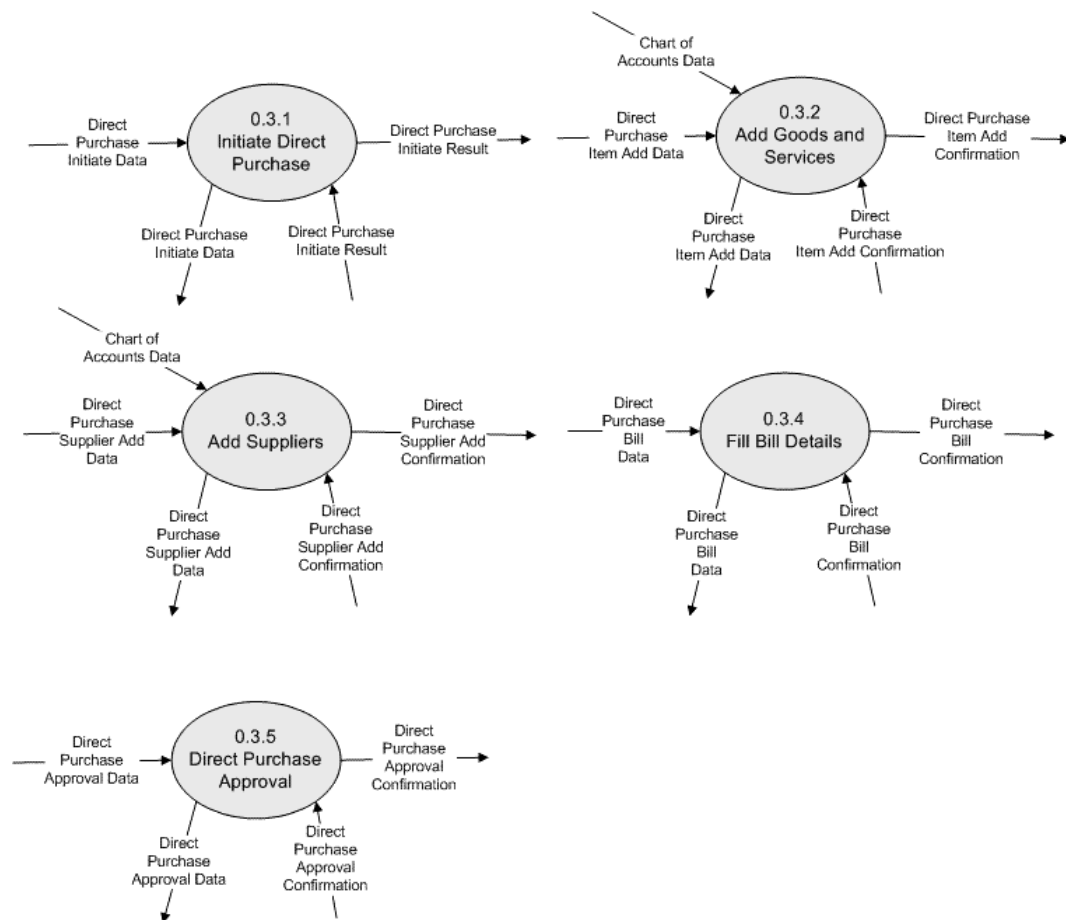 Chart of
Accounts Data
0.3.1
Initiate Direct
Purchase
Direct
Purchase
Initiate Data
Direct Purchase
Initiate Result
Direct Purchase
Initiate Data
Direct Purchase
Initiate Result
0.3.2
Add Goods and
Services
Direct
Purchase
Item Add Data
Direct Purchase
Item Add
Confirmation
Direct
Purchase
Item Add Data
Direct
Purchase
Item Add Confirmation
Chart of
Accounts Data
Direct
Purchase
Supplier Add
Data
0.3.3
Add Suppliers
Direct
Purchase
Supplier Add
Confirmation
Direct
Purchase
Supplier Add
Data
Direct
Purchase
Supplier Add
Confirmation
Direct
Purchase
Bill
Data
0.3.4
Fill Bill Details
Direct
Purchase
Bill
Confirmation
Direct
Purchase
Bill
Data
Direct
Purchase
Bill
Confirmation
Direct
Purchase
Approval Data
0.3.5
Direct Purchase
Approval
Direct
Purchase
Approval
Confirmation
Direct
Purchase
Approval Data
Direct
Purchase
Approval
Confirmation